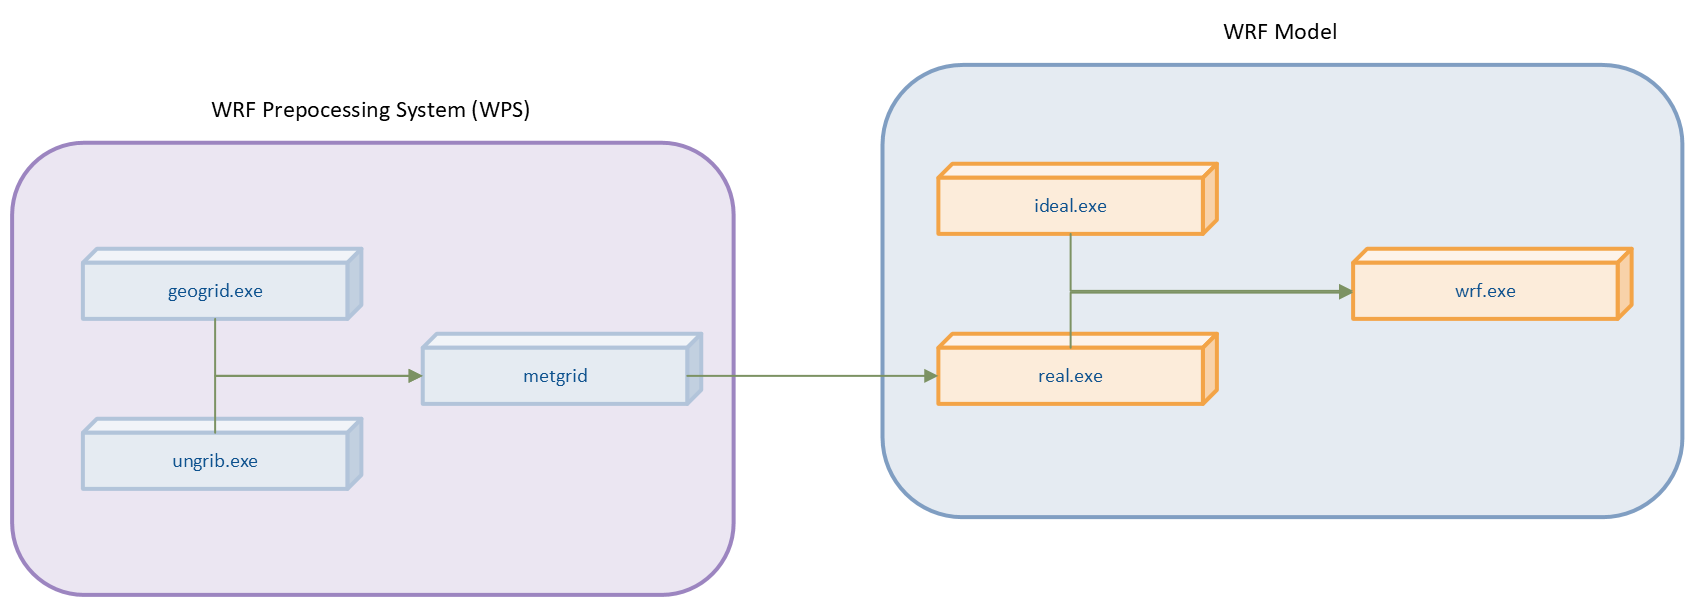 WRF Model
WRF Prepocessing System (WPS)
geogrid.exe
ungrib.exe
metgrid
ideal.exe
real.exe
wrf.exe